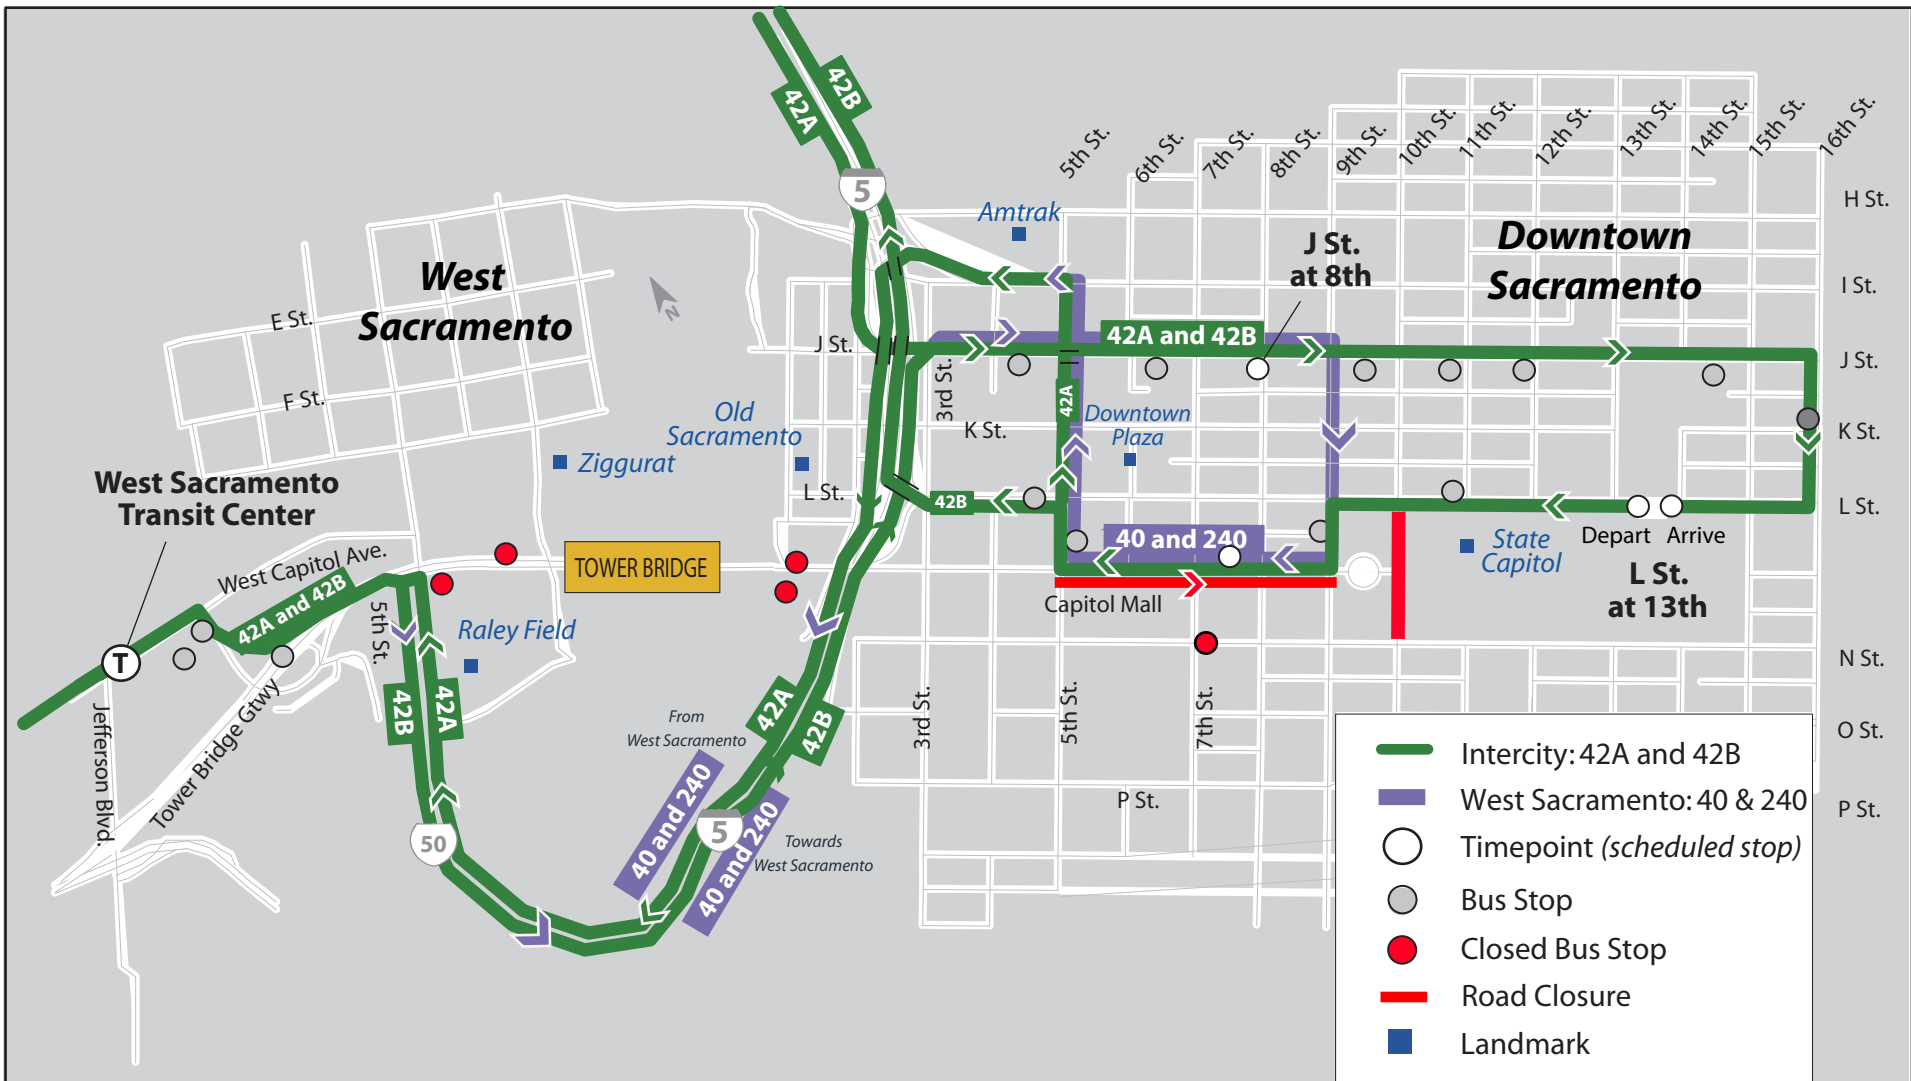 42B
42A
5
5th St.
6th St.
7th St.
8th St.
9th St.
10th St.
11th St.
12th St.
13th St.
14th St.
15th St.
16th St.
H St.
Amtrak
J St.
at 8th
Downtown
Sacramento
I St.
West
Sacramento
N
E St.
F St.
J St.
42A and 42B
J St.
3rd St.
42A
Old
Sacramento
Downtown
Plaza
K St.
K St.
Ziggurat
West Sacramento
Transit Center
L St.
42B
L St.
40 and 240
State
Capitol
Depart
Arrive
L St.
at 13th
West Capitol Ave.
TOWER BRIDGE
42A and 42B
5th St.
Raley Field
Capitol Mall
T
N St.
Jefferson Blvd.
Tower Bridge Gtwy
42B
42A
From
West Sacramento
42A
42B
3rd St.
5th St.
7th St.
O St.
40 and 240
40 and 240
5
50
Towards
West Sacramento
P St.
P St.
Intercity: 42A and 42B
West Sacramento: 40 & 240
Timepoint (scheduled stop)
Bus Stop
Closed Bus Stop
Road Closure
Landmark